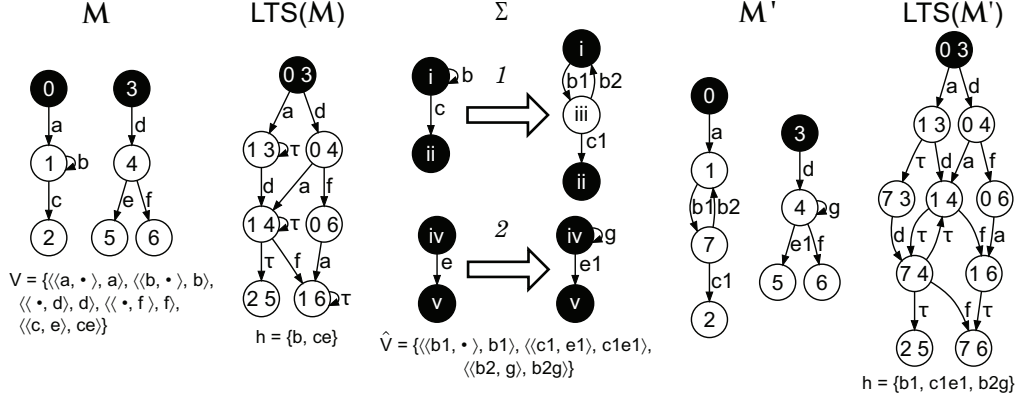 M
0
3
a
d
1
b
4
c
e
f
2
5
6
V = {⟨⟨a, • ⟩, a⟩, ⟨⟨b, • ⟩, b⟩,
⟨⟨ •, d⟩, d⟩, ⟨⟨ •, f ⟩, f⟩,
⟨⟨c, e⟩, ce⟩}
LTS(M)
0 3
a
d
1 3
τ
0 4
d
a
f
1 4
τ
0 6
τ
f
a
2 5
1 6
τ
h = {b, ce}
Σ
i
b
1
i
c
b1
b2
iii
ii
c1
ii
iv
2
iv
g
e
e1
v
v
V̂ = {⟨⟨b1, • ⟩, b1⟩, ⟨⟨c1, e1⟩, c1e1⟩,
⟨⟨b2, g⟩, b2g⟩}
M'
0
3
a
d
1
4
g
b1
b2
e1
f
7
5
6
c1
2
LTS(M')
0 3
a
d
1 3
0 4
τ
d
a
f
7 3
1 4
0 6
d
τ
τ
f
a
7 4
1 6
τ
f
τ
2 5
7 6
h = {b1, c1e1, b2g}